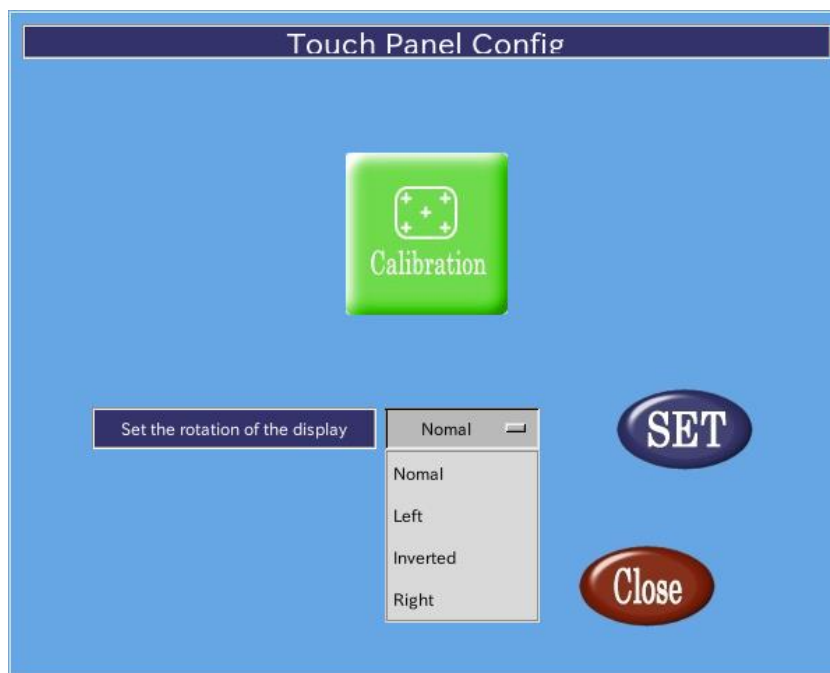 Touch Panel Config
Calibration
Set the rotation of the display
Nomal
SET
Nomal
Left
Inverted
Right
Close